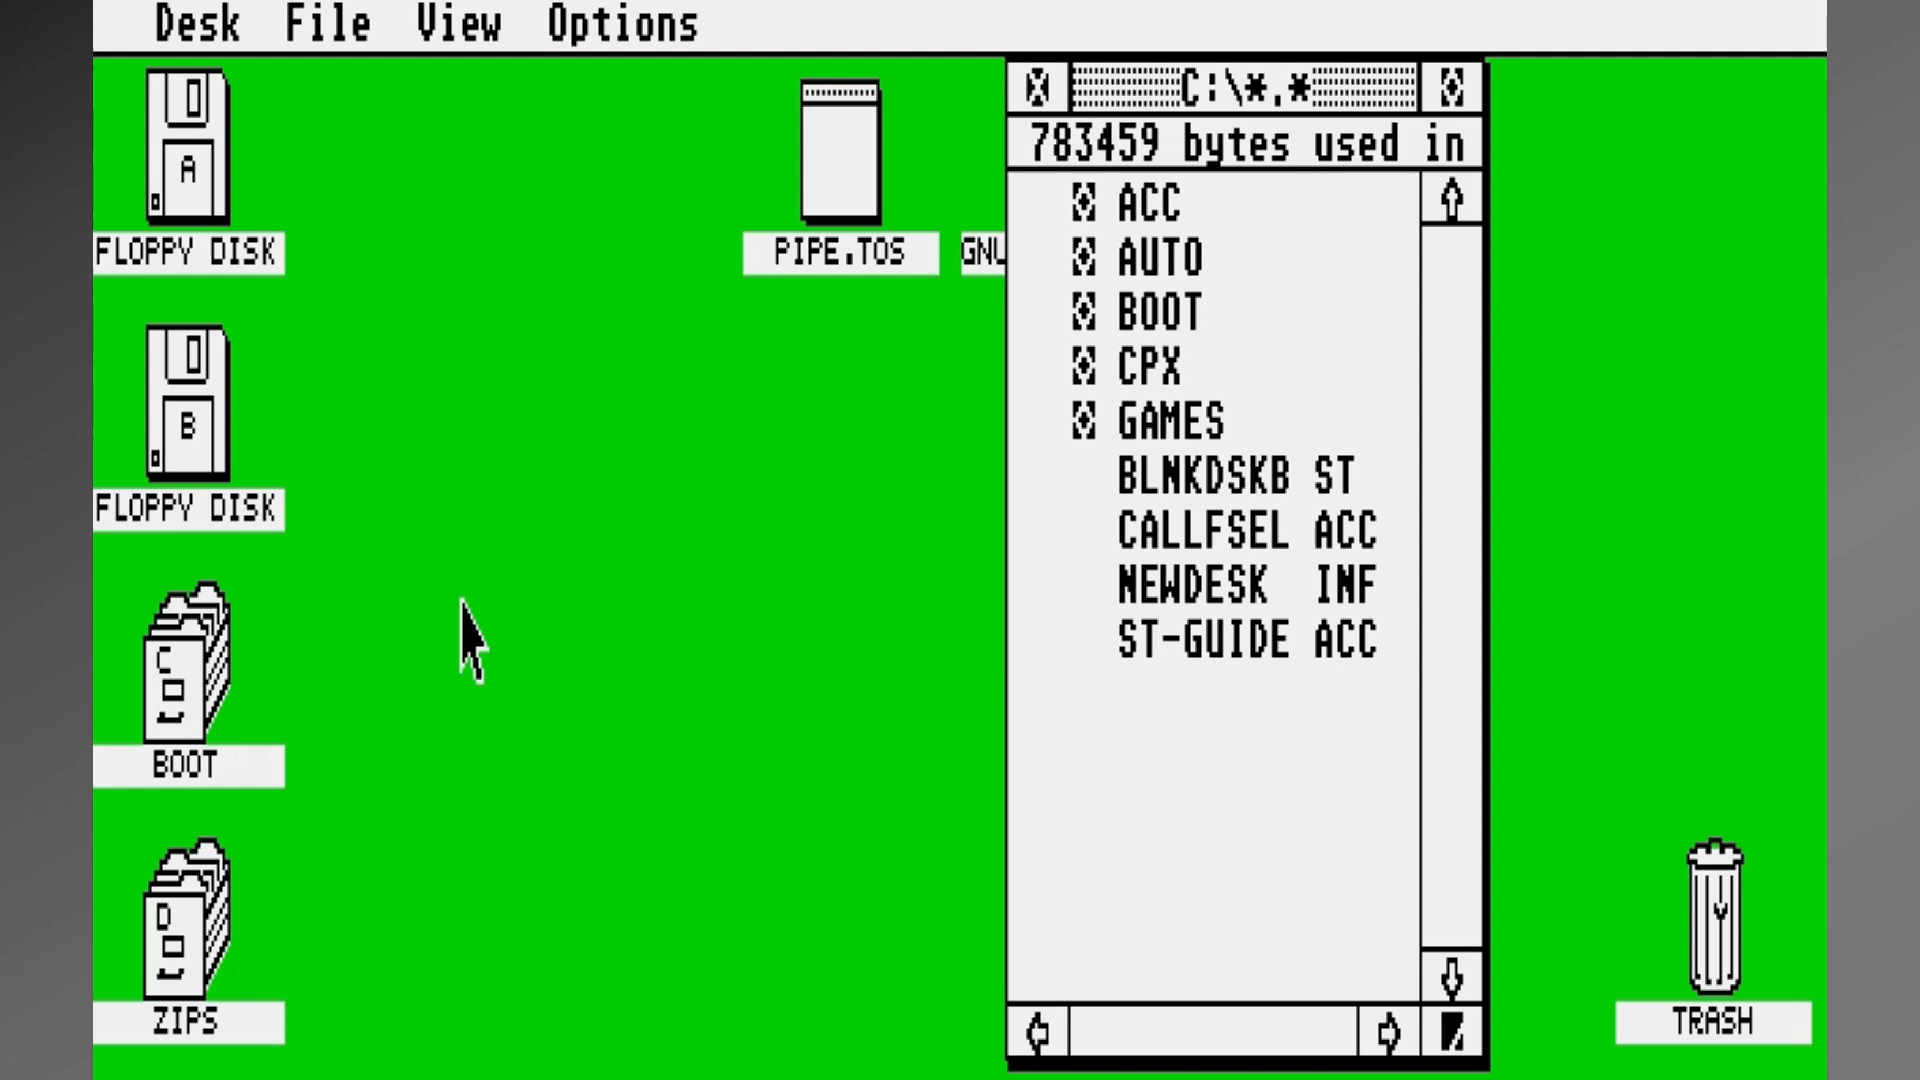 Desk File View Options
A
FLOPPY DISK
B
FLOPPY DISK
C
BOOT
D
ZIPS
PIPE.TOS
GNU
C:\*.*
783459 bytes used in
ACC
AUTO
BOOT
CPX
GAMES
BLNKDSKB ST
CALLFSEL ACC
NEWDESK INF
ST-GUIDE ACC
TRASH